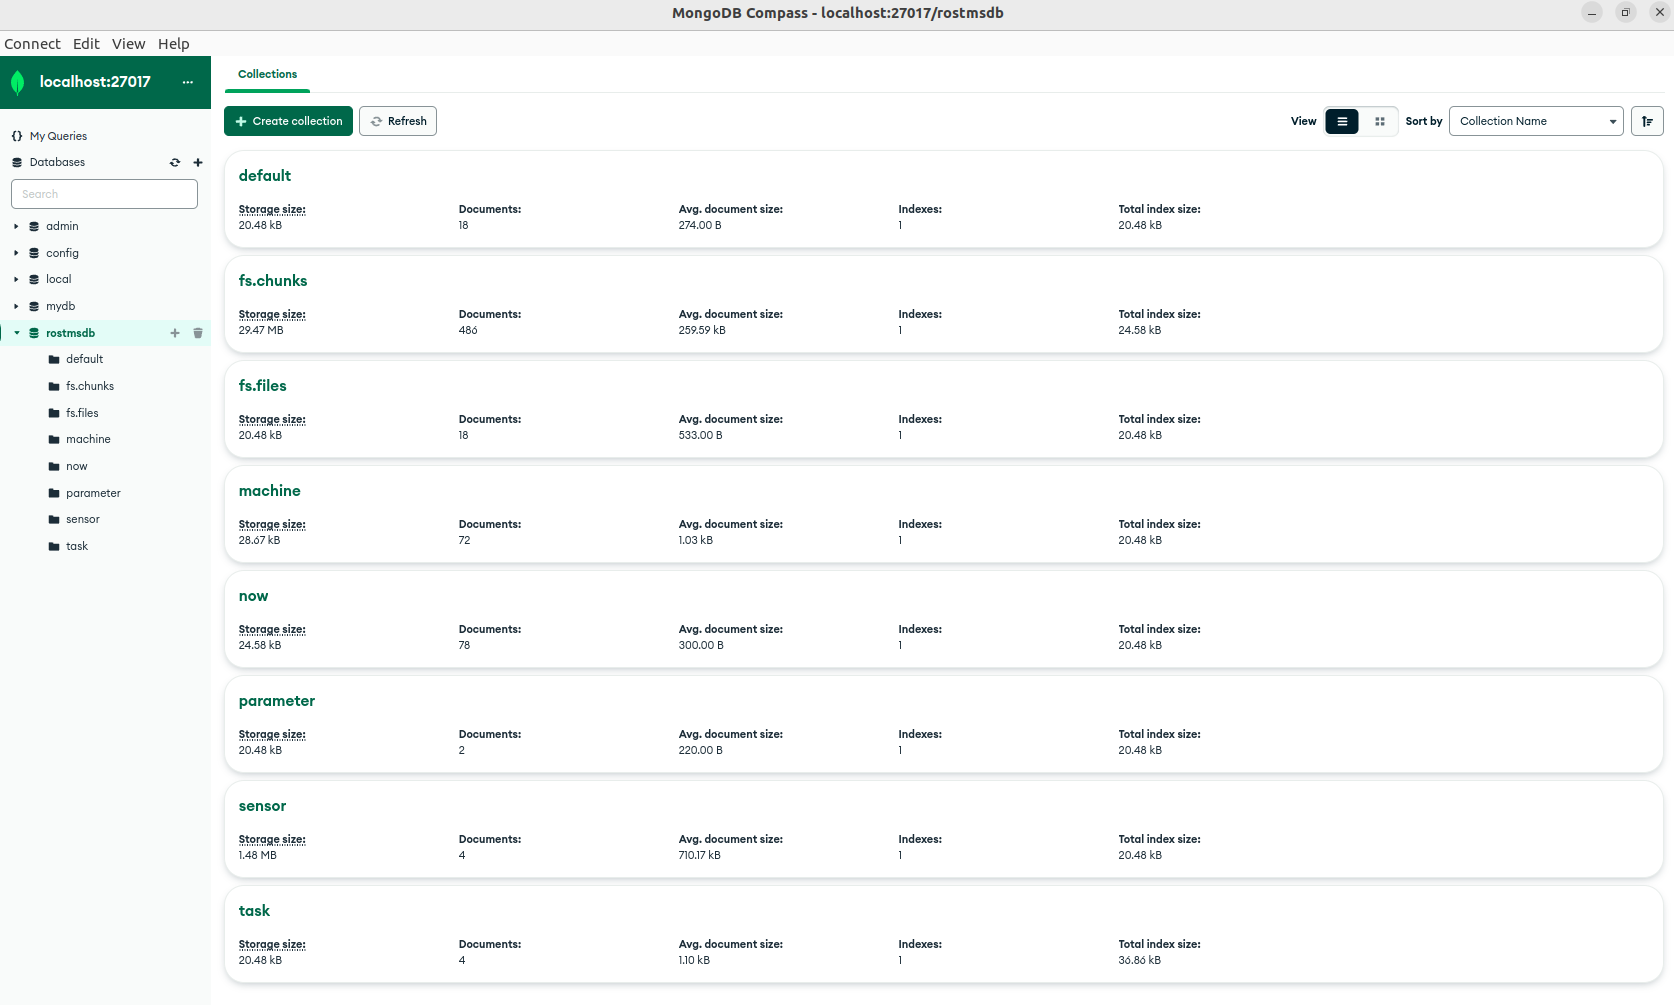 MongoDB Compass - localhost:27017/rostmsdb
Connect Edit View Help
localhost:27017 ...
My Queries
Databases
Search
admin
config
local
mydb
rostmsdb
default
fs.chunks
fs.files
machine
now
parameter
sensor
task
Collections
Create collection Refresh View Sort by Collection Name
default
Storage size: Documents: Avg. document size: Indexes: Total index size:
20.48 kB 18 274.00 B 1 20.48 kB
fs.chunks
Storage size: Documents: Avg. document size: Indexes: Total index size:
29.47 MB 486 259.59 kB 1 24.58 kB
fs.files
Storage size: Documents: Avg. document size: Indexes: Total index size:
20.48 kB 18 533.00 B 1 20.48 kB
machine
Storage size: Documents: Avg. document size: Indexes: Total index size:
28.67 kB 72 1.03 kB 1 20.48 kB
now
Storage size: Documents: Avg. document size: Indexes: Total index size:
24.58 kB 78 300.00 B 1 20.48 kB
parameter
Storage size: Documents: Avg. document size: Indexes: Total index size:
20.48 kB 2 220.00 B 1 20.48 kB
sensor
Storage size: Documents: Avg. document size: Indexes: Total index size:
1.48 MB 4 710.17 kB 1 20.48 kB
task
Storage size: Documents: Avg. document size: Indexes: Total index size:
20.48 kB 4 1.10 kB 1 36.86 kB